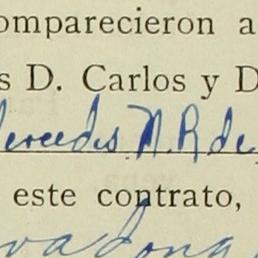 omparecieron a
s D. Carlos y D
Mercedes N. R de
este contrato,